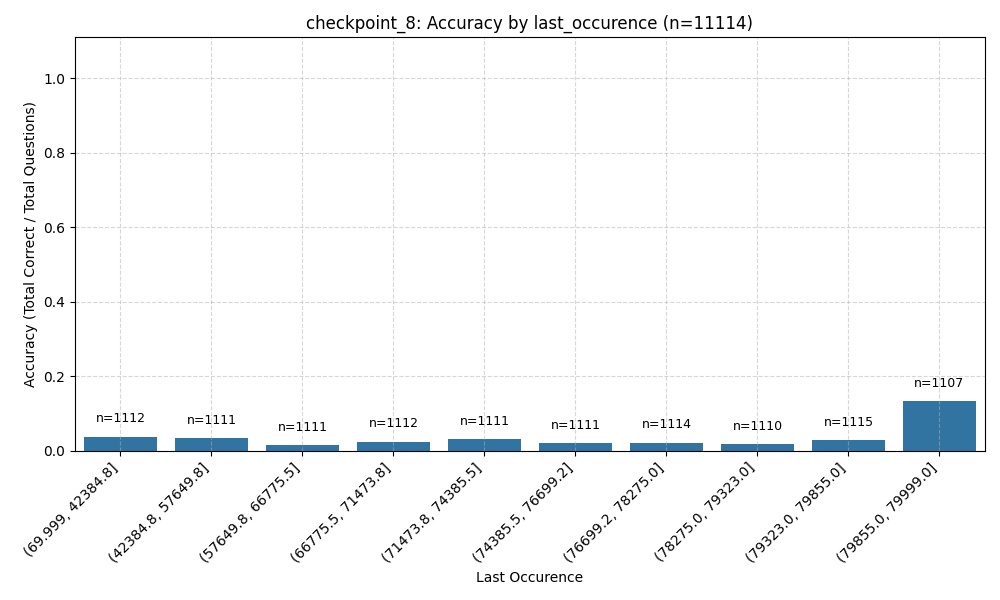 checkpoint_8: Accuracy by last_occurence (n=11114)
Accuracy (Total Correct / Total Questions)
1.0
0.8
0.6
0.4
0.2
0.0
n=1112
n=1111
n=1111
n=1112
n=1111
n=1111
n=1114
n=1110
n=1115
n=1107
(69.999, 42384.8]
(42384.8, 57649.8]
(57649.8, 66775.5]
(66775.5, 71473.8]
(71473.8, 74385.5]
(74385.5, 76699.2]
(76699.2, 78275.0]
(78275.0, 79323.0]
(79323.0, 79855.0]
(79855.0, 79999.0]
Last Occurence